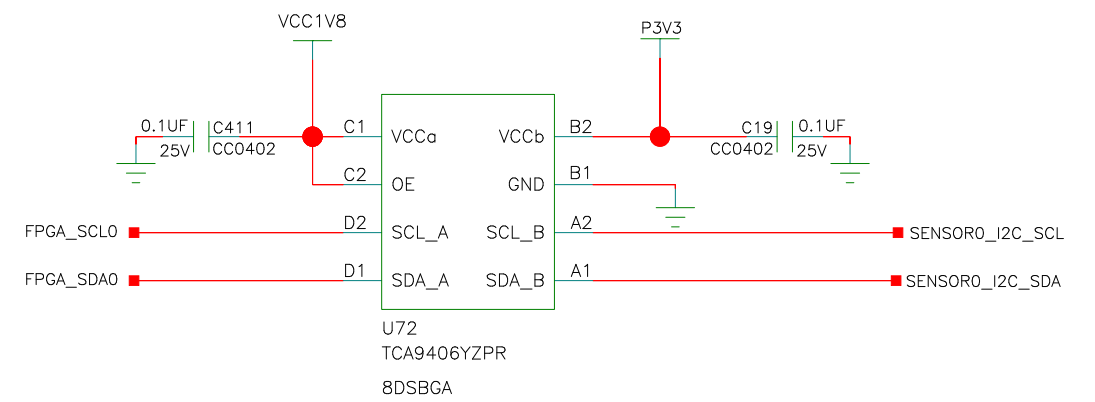 VCC1V8
P3V3
0.1UF
C411
25V
CC0402
C1
VCCa
VCCb
B2
C19
0.1UF
CC0402
25V
C2
OE
GND
B1
FPGA_SCL0
D2
SCL_A
SCL_B
A2
SENSOR0_I2C_SCL
FPGA_SDA0
D1
SDA_A
SDA_B
A1
SENSOR0_I2C_SDA
U72
TCA9406YZPR
8DSBGA